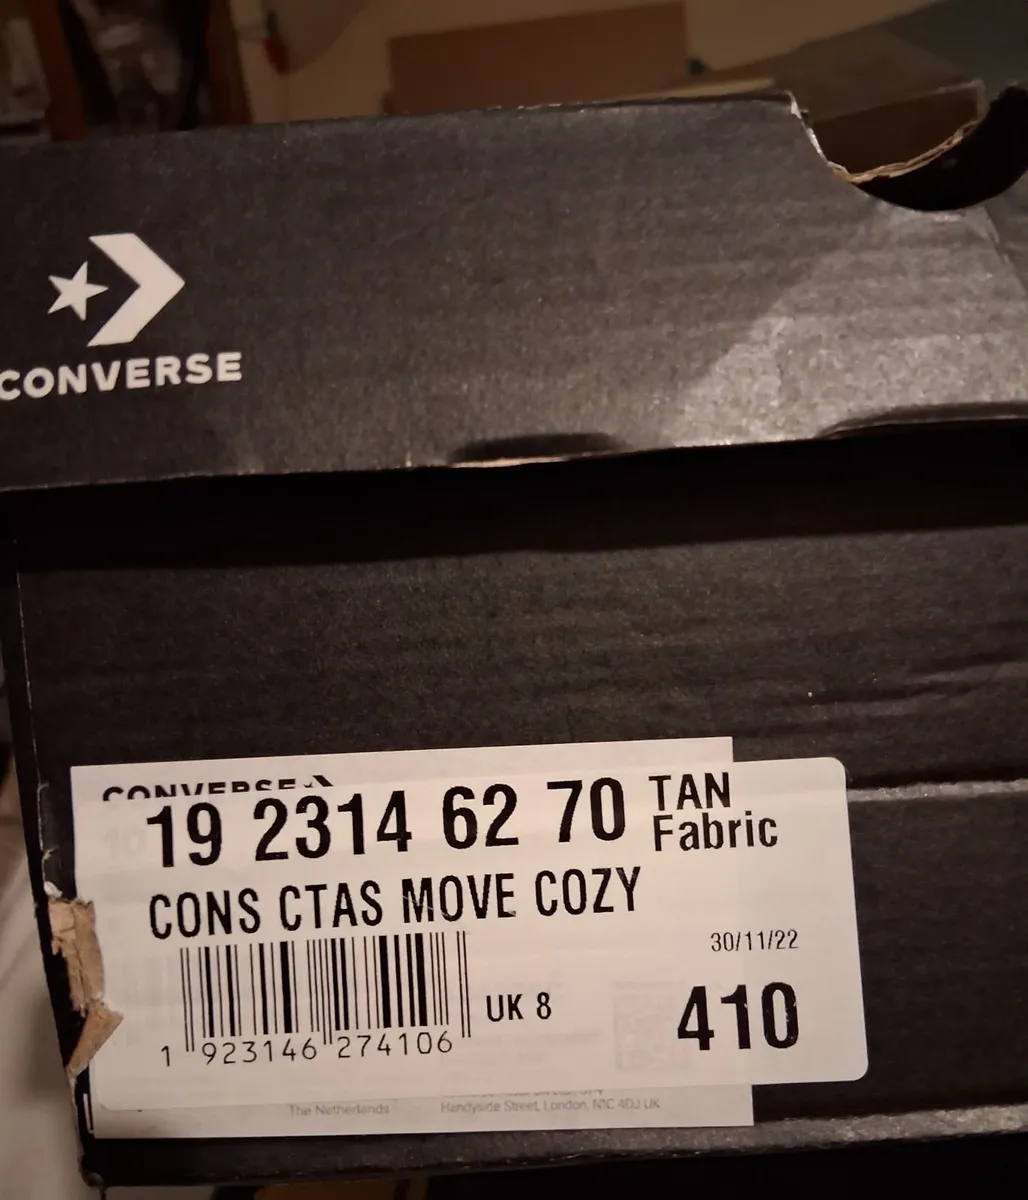 CONVERSE
CONVERSE
19 2314 62 70 TAN
Fabric
CONS CTAS MOVE COZY
30/11/22
UK 8
410
1 923146 274106
The Netherlands
Handyside Street, London, N1C 4DJ UK